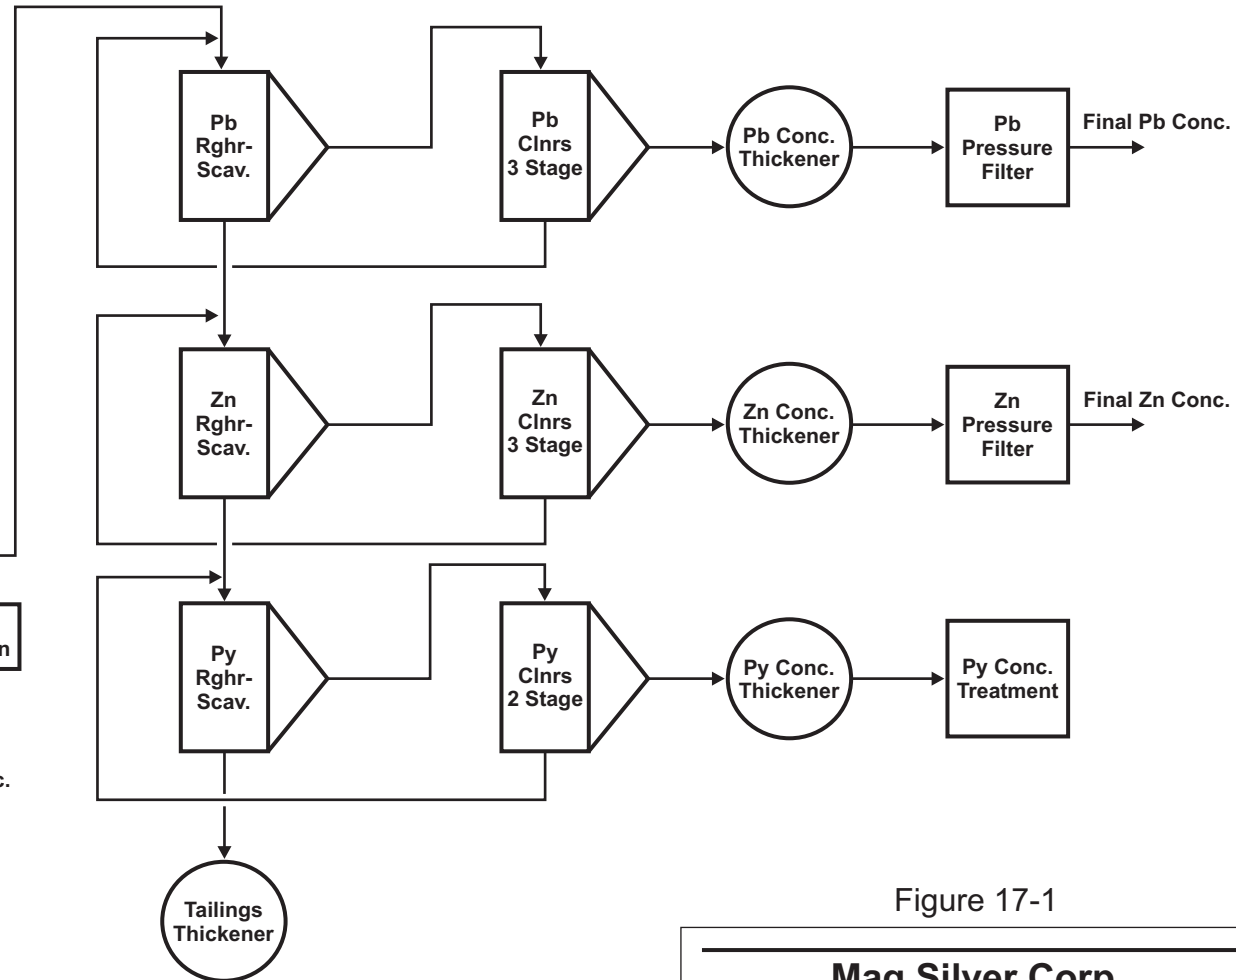 Pb
Rghr-
Scav.
Pb
Clnrs
3 Stage
Pb Conc.
Thickener
Pb
Pressure
Filter
Final Pb Conc.
Zn
Rghr-
Scav.
Zn
Clnrs
3 Stage
Zn Conc.
Thickener
Zn
Pressure
Filter
Final Zn Conc.
n
Py
Rghr-
Scav.
Py
Clnrs
2 Stage
Py Conc.
Thickener
Py Conc.
Treatment
c.
Tailings
Thickener
Figure 17-1
Mag Silver Corp.